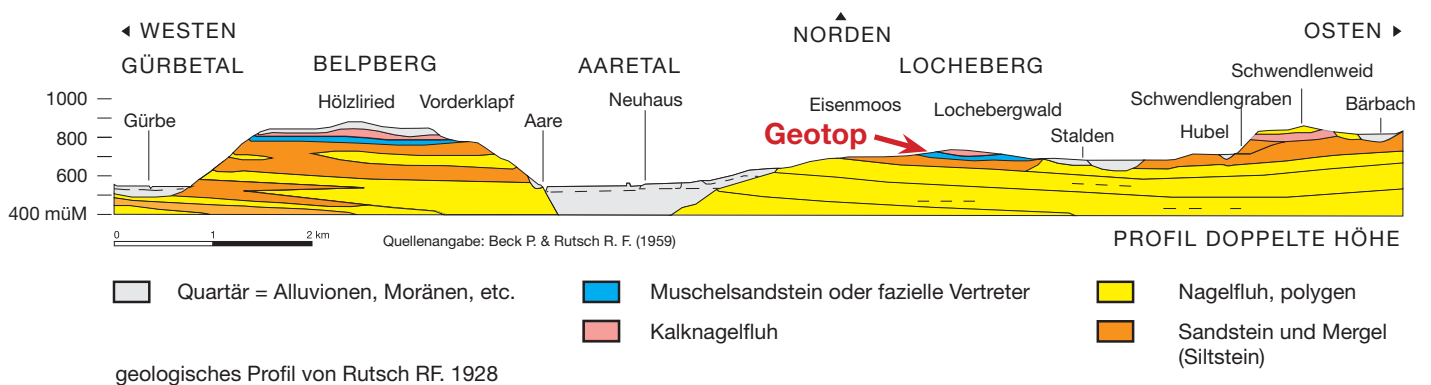 ◄ WESTEN
NORDEN
OSTEN ►
GÜRBETAL BELPBERG AARETAL LOCHEBERG
Schwendlenweid
1000 Hölzliried Vorderklapf Neuhaus Eisenmoos Lochebergwald Schwendlengraben Bärbach
Gürbe Aare Geotop Stalden Hubel
800
600
400 müM
0 1 2 km
Quellenangabe: Beck P. & Rutsch R. F. (1959)
PROFIL DOPPELTE HÖHE
Quartär = Alluvionen, Moränen, etc.
Muschelsandstein oder fazielle Vertreter
Nagelfluh, polygen
Kalknagelfluh
Sandstein und Mergel
(Siltstein)
geologisches Profil von Rutsch RF. 1928